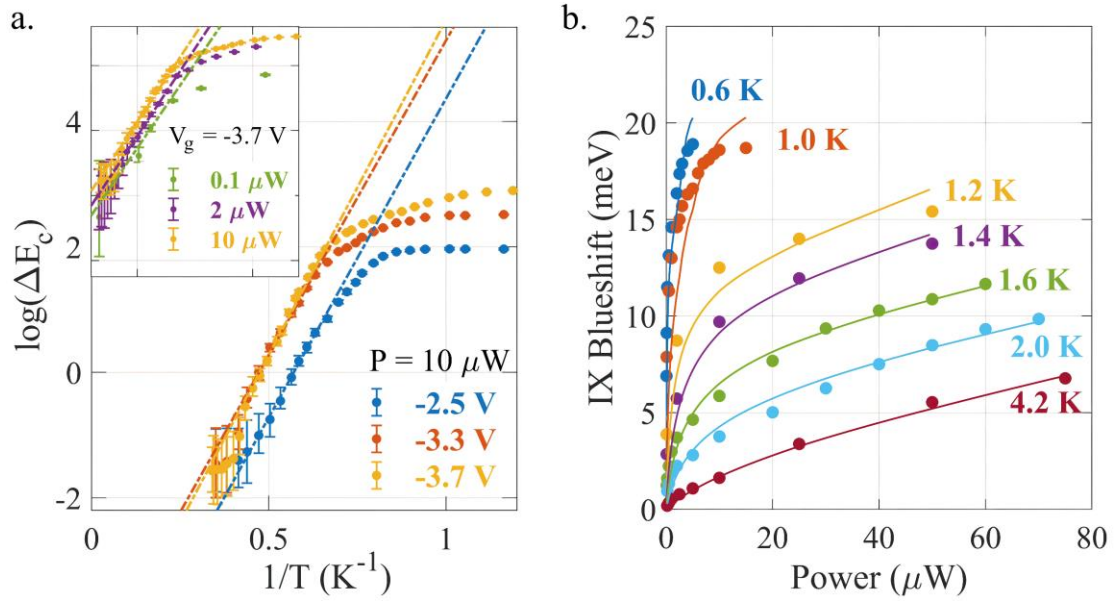 a.
log(ΔE_c)
4
2
0
-2
0
0.5
1
1/T (K⁻¹)
V_g = -3.7 V
0.1 μW
2 μW
10 μW
P = 10 μW
-2.5 V
-3.3 V
-3.7 V
b.
IX Blueshift (meV)
25
20
15
10
5
0
0
20
40
60
80
Power (μW)
0.6 K
1.0 K
1.2 K
1.4 K
1.6 K
2.0 K
4.2 K